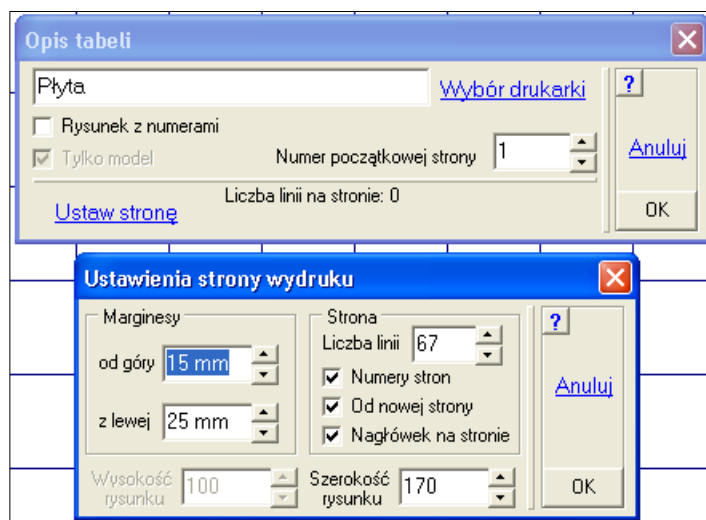 Opis tabeli
Płyta
Wybór drukarki
?
Rysunek z numerami
Anuluj
Tylko model
Numer początkowej strony 1
Liczba linii na stronie: 0
Ustaw stronę
OK
Ustawienia strony wydruku
Marginesy
od góry 15 mm
z lewej 25 mm
Strona
Liczba linii 67
Numery stron
Od nowej strony
Nagłówek na stronie
?
Anuluj
Wysokość
rysunku 100
Szerokość
rysunku 170
OK